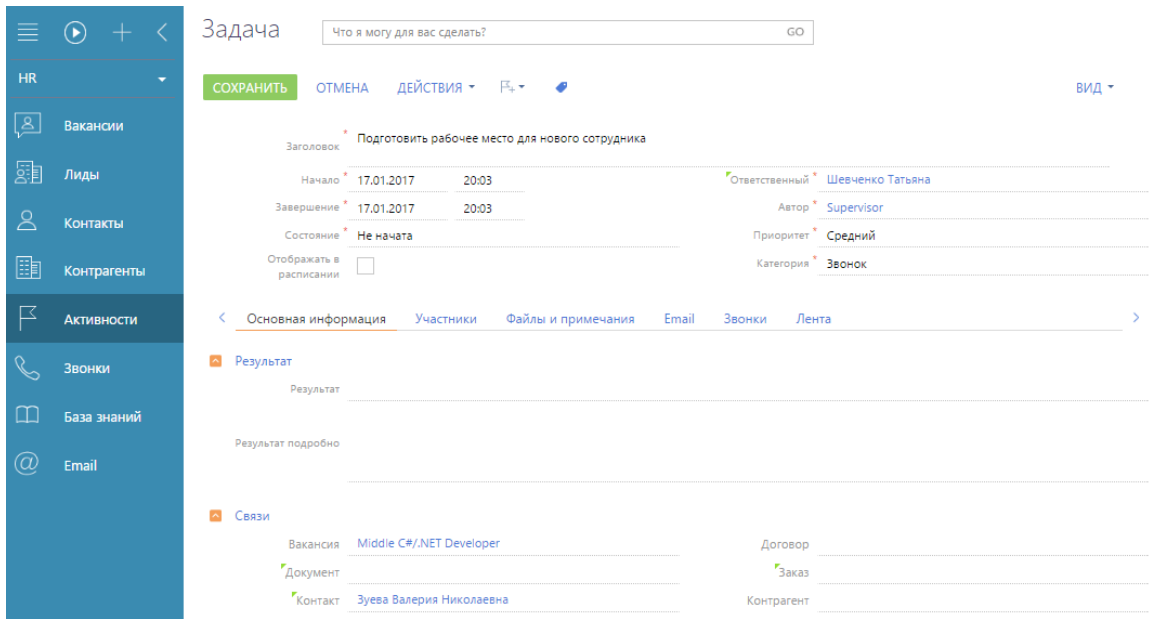 Задача
Что я могу для вас сделать? GO
HR
СОХРАНИТЬ ОТМЕНА ДЕЙСТВИЯ ВИД
Вакансии
Лиды
Контакты
Контрагенты
Активности
Звонки
База знаний
Email
Заголовок * Подготовить рабочее место для нового сотрудника
Начало * 17.01.2017 20:03 Ответственный * Шевченко Татьяна
Завершение * 17.01.2017 20:03 Автор * Supervisor
Состояние * Не начата Приоритет * Средний
Отображать в
расписании
Категория * Звонок
Основная информация Участники Файлы и примечания Email Звонки Лента
Результат
Результат
Результат подробно
Связи
Вакансия Middle C#/.NET Developer Договор
Документ Заказ
Контакт Зуева Валерия Николаевна Контрагент